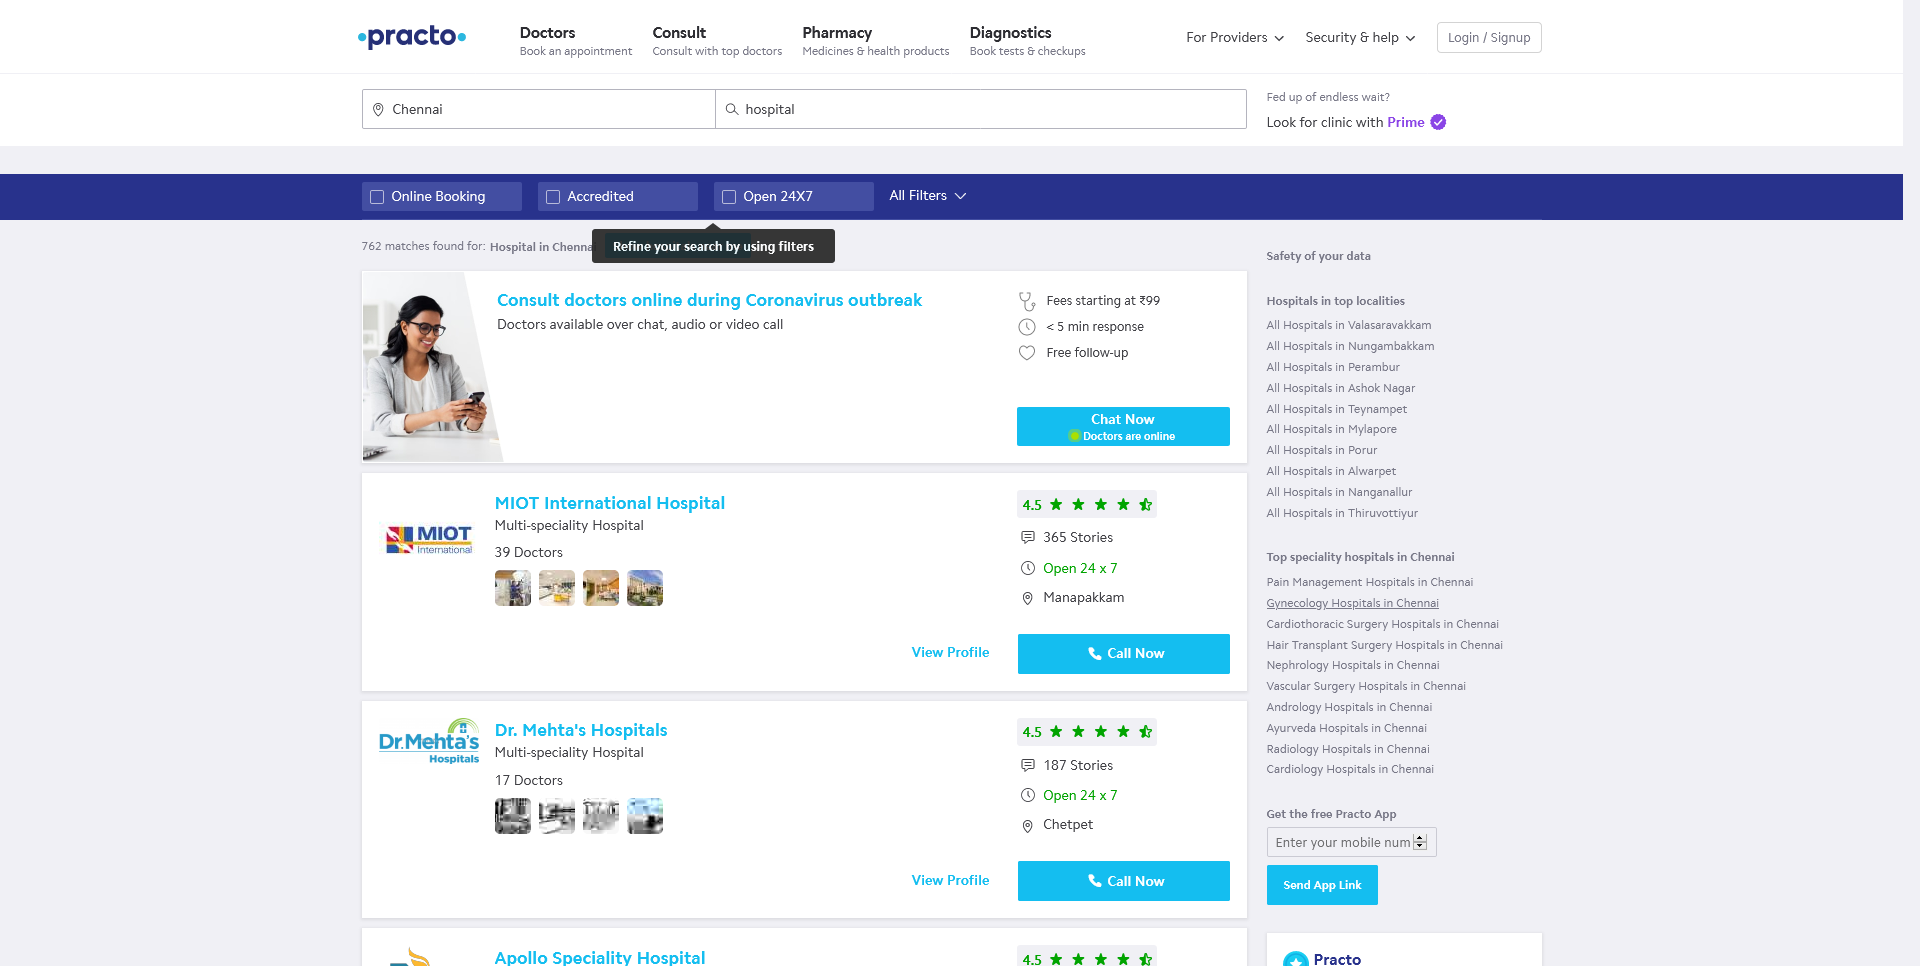 practo
Doctors
Book an appointment
Consult
Consult with top doctors
Pharmacy
Medicines & health products
Diagnostics
Book tests & checkups
For Providers
Security & help
Login / Signup
Chennai
hospital
Fed up of endless wait?
Look for clinic with Prime
Online Booking
Accredited
Open 24X7
All Filters
762 matches found for: Hospital in Chenna
Refine your search by using filters
Consult doctors online during Coronavirus outbreak
Doctors available over chat, audio or video call
Fees starting at ₹99
< 5 min response
Free follow-up
Chat Now
Doctors are online
MIOT
International
MIOT International Hospital
Multi-speciality Hospital
39 Doctors
4.5
365 Stories
Open 24 x 7
Manapakkam
View Profile
Call Now
Dr.Mehta's
Hospitals
Dr. Mehta's Hospitals
Multi-speciality Hospital
17 Doctors
4.5
187 Stories
Open 24 x 7
Chetpet
View Profile
Call Now
Apollo Speciality Hospital
4.5
Safety of your data
Hospitals in top localities
All Hospitals in Valasaravakkam
All Hospitals in Nungambakkam
All Hospitals in Perambur
All Hospitals in Ashok Nagar
All Hospitals in Teynampet
All Hospitals in Mylapore
All Hospitals in Porur
All Hospitals in Alwarpet
All Hospitals in Nanganallur
All Hospitals in Thiruvottiyur
Top speciality hospitals in Chennai
Pain Management Hospitals in Chennai
Gynecology Hospitals in Chennai
Cardiothoracic Surgery Hospitals in Chennai
Hair Transplant Surgery Hospitals in Chennai
Nephrology Hospitals in Chennai
Vascular Surgery Hospitals in Chennai
Andrology Hospitals in Chennai
Ayurveda Hospitals in Chennai
Radiology Hospitals in Chennai
Cardiology Hospitals in Chennai
Get the free Practo App
Enter your mobile num
Send App Link
Practo